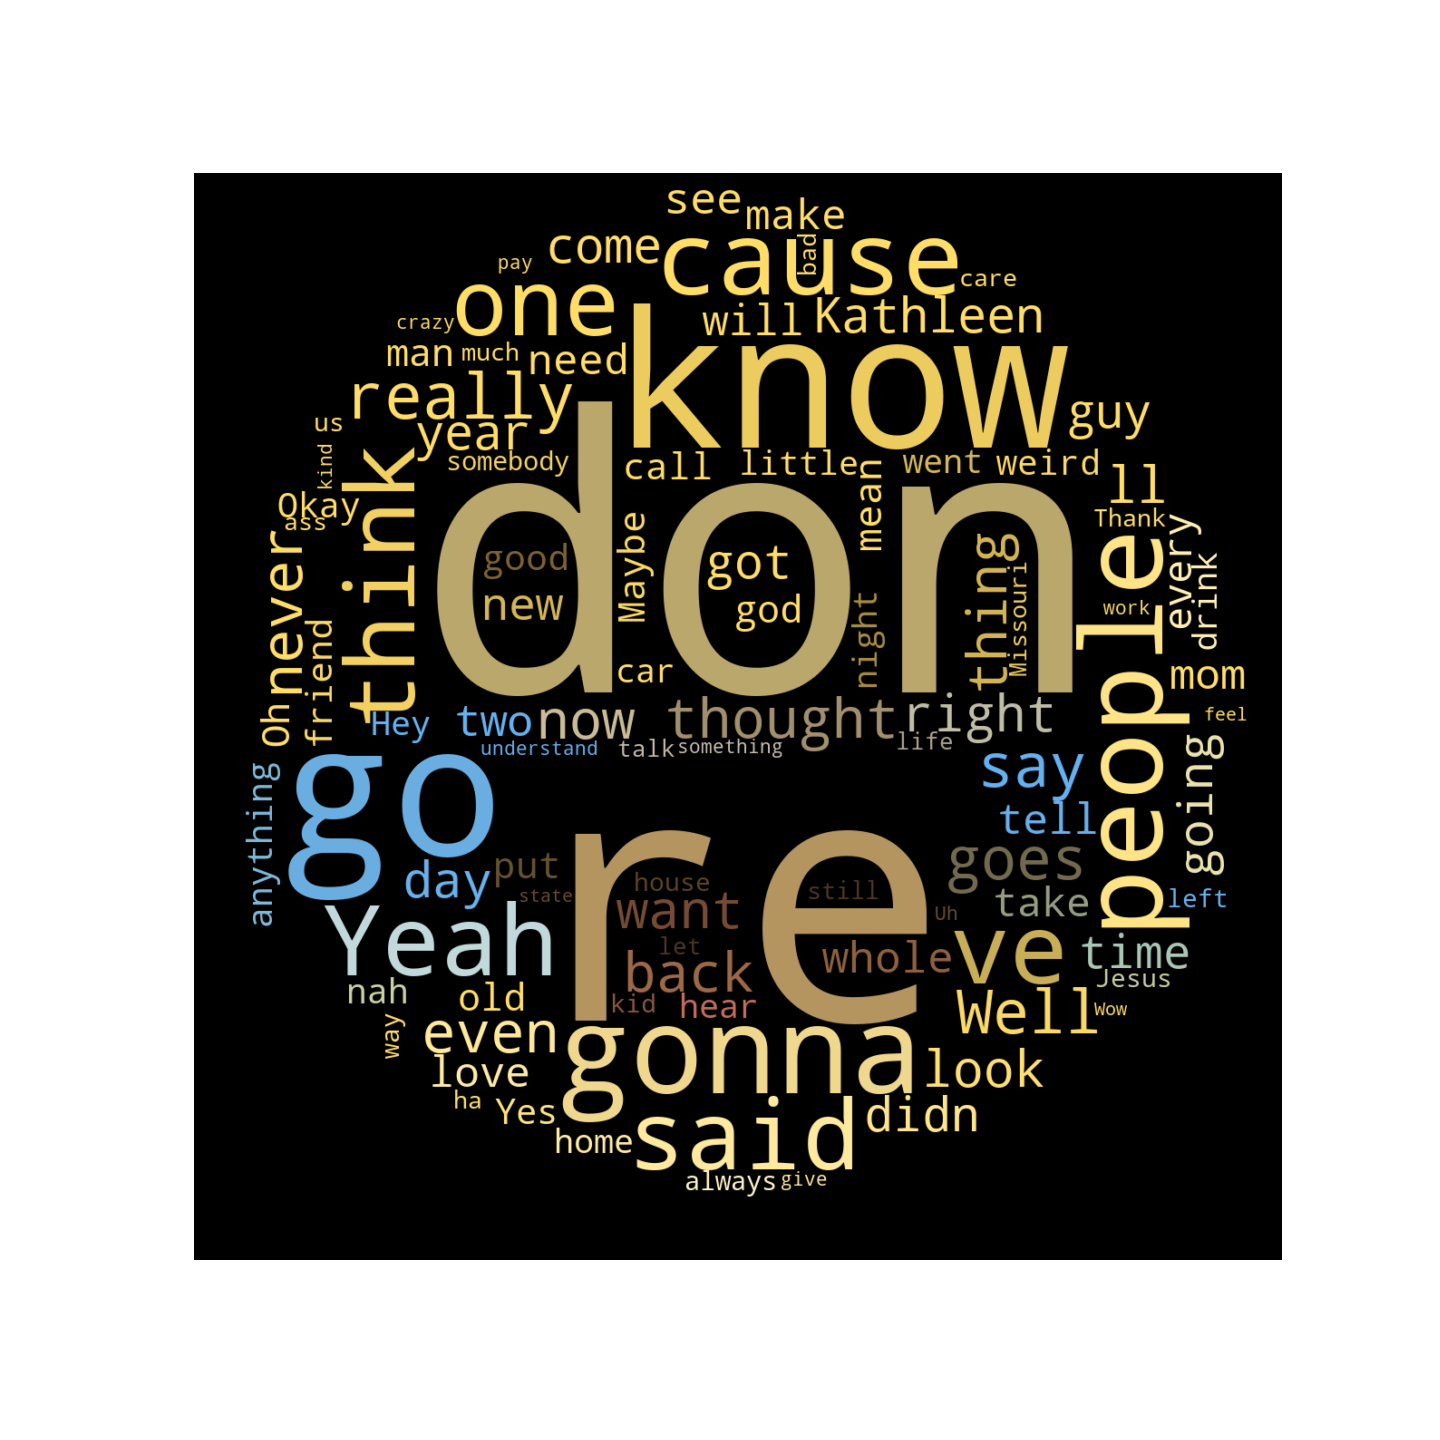 see
make
cause
bad
come
pay
care
one
will
Kathleen
crazy
know
man
much
need
really
guy
us
year
don
somebody
call
little
mean
went
weird
think
kind
ll
Okay
ass
Thank
people
every
drink
never
Oh
friend
good
Maybe
got
thing
Missouri
new
god
night
work
car
mom
Hey
two
now
thought
right
feel
understand
talk
something
life
go
say
going
anything
tell
re
day
put
goes
state
house
still
take
left
Yeah
want
Uh
ve
let
whole
time
back
Jesus
nah
old
kid
hear
Well
Wow
way
even
gonna
love
look
ha
Yes
said
didn
home
always
give